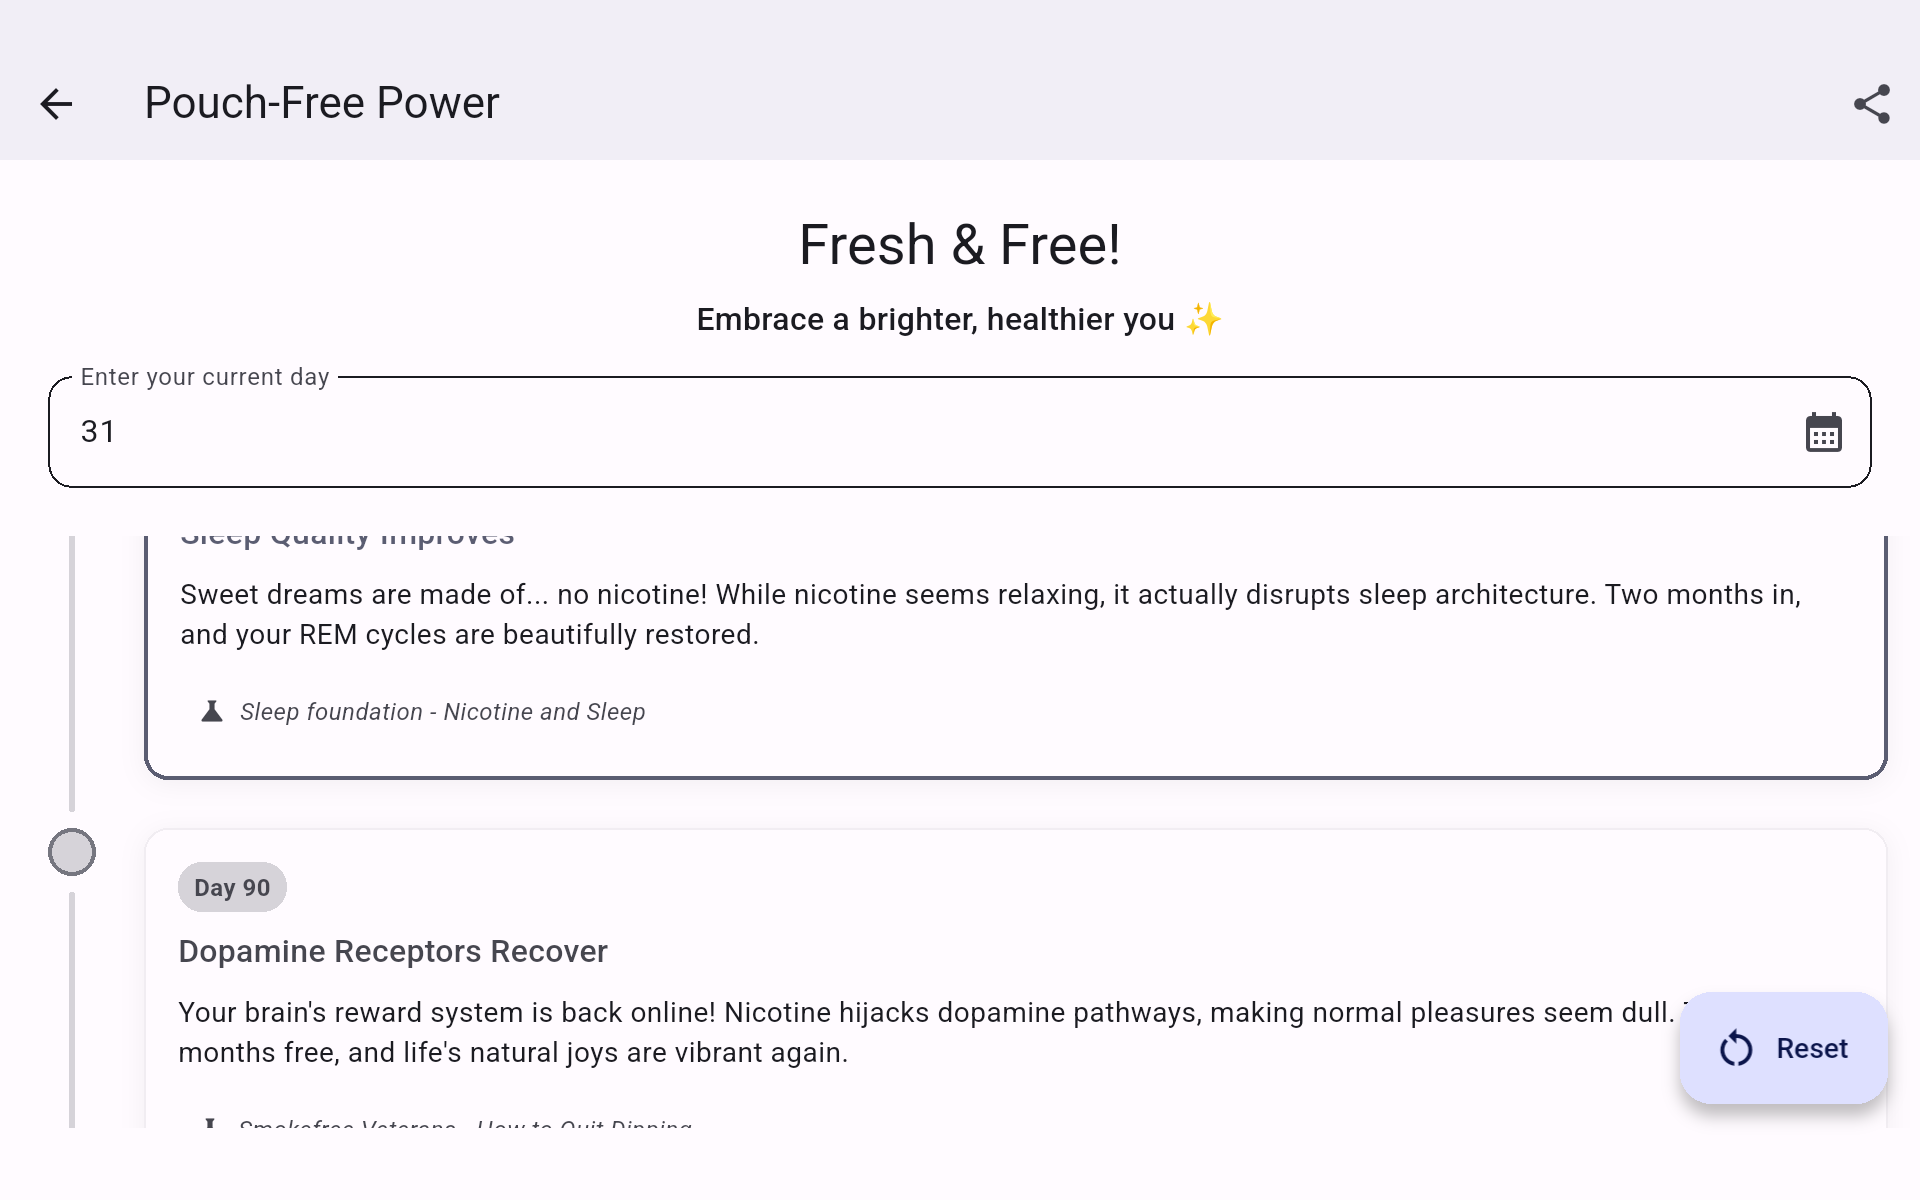 Pouch-Free Power
Fresh & Free!
Embrace a brighter, healthier you ✨
Enter your current day
31
Sleep Quality Improves
Sweet dreams are made of... no nicotine! While nicotine seems relaxing, it actually disrupts sleep architecture. Two months in,
and your REM cycles are beautifully restored.
Sleep foundation - Nicotine and Sleep
Day 90
Dopamine Receptors Recover
Your brain's reward system is back online! Nicotine hijacks dopamine pathways, making normal pleasures seem dull.
months free, and life's natural joys are vibrant again.
Reset
Smokefree Veterans - How to Quit Dipping